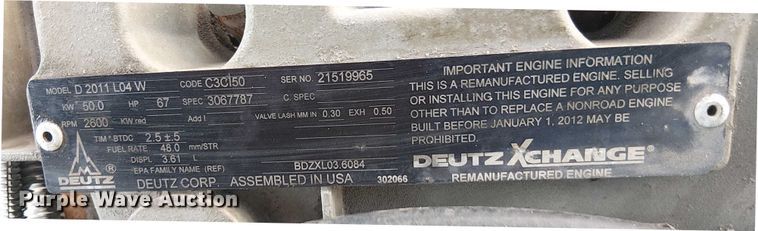 MODEL D 2011 L04 W CODE C3CI50 SER NO 21519965
KW 50.0 HP 67 SPEC 3067787 C. SPEC
RPM 2600 KW.red Add1 VALVE LASH MM IN 0.30 EXH 0.50
TIM° BTDC 2.5 ±.5
FUEL RATE 48.0 mm/STR
DISPL 3.61 L
EPA FAMILY NAME (REF) BDZXL03.6084
DEUTZ ® DEUTZ CORP. ASSEMBLED IN USA 302066
IMPORTANT ENGINE INFORMATION
THIS IS A REMANUFACTURED ENGINE. SELLING
OR INSTALLING THIS ENGINE FOR ANY PURPOSE
OTHER THAN TO REPLACE A NONROAD ENGINE
BUILT BEFORE JANUARY 1, 2012 MAY BE
PROHIBITED.
DEUTZ XCHANGE®
REMANUFACTURED ENGINE
Purple Wave Auction